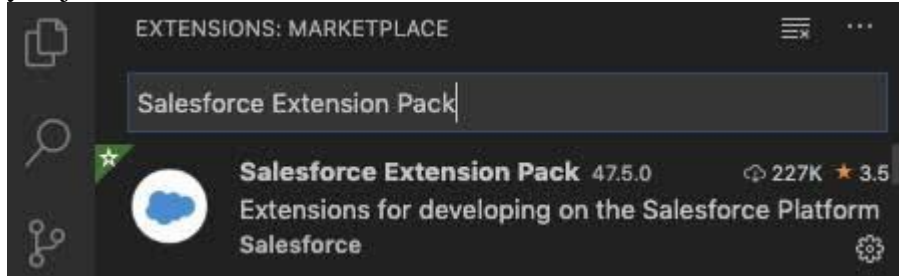 EXTENSIONS: MARKETPLACE
Salesforce Extension Pack
Salesforce Extension Pack 47.5.0 227K ★ 3.5
Extensions for developing on the Salesforce Platform
Salesforce